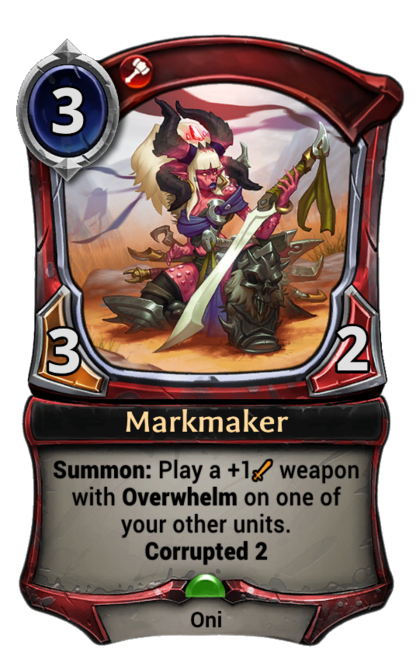 3
3
2
Markmaker
Summon: Play a +1 weapon
with Overwhelm on one of
your other units.
Corrupted 2
Oni